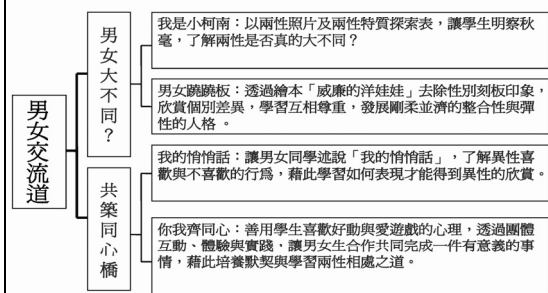 男女交流道
男女大不同？
我是小柯南：以兩性照片及兩性特質探索表，讓學生明察秋
毫，了解兩性是否真的大不同？
男女蹺蹺板：透過繪本「威廉的洋娃娃」去除性別刻板印象，
欣賞個別差異，學習互相尊重，發展剛柔並濟的整合性與彈
性的人格。
共築同心橋
我的悄悄話：讓男女同學述說「我的悄悄話」，了解異性喜
歡與不喜歡的行為，藉此學習如何表現才能得到異性的欣賞。
你我齊同心：善用學生喜歡好動與愛遊戲的心理，透過團體
互動、體驗與實踐，讓男女生合作共同完成一件有意義的事
情，藉此培養默契與學習兩性相處之道。